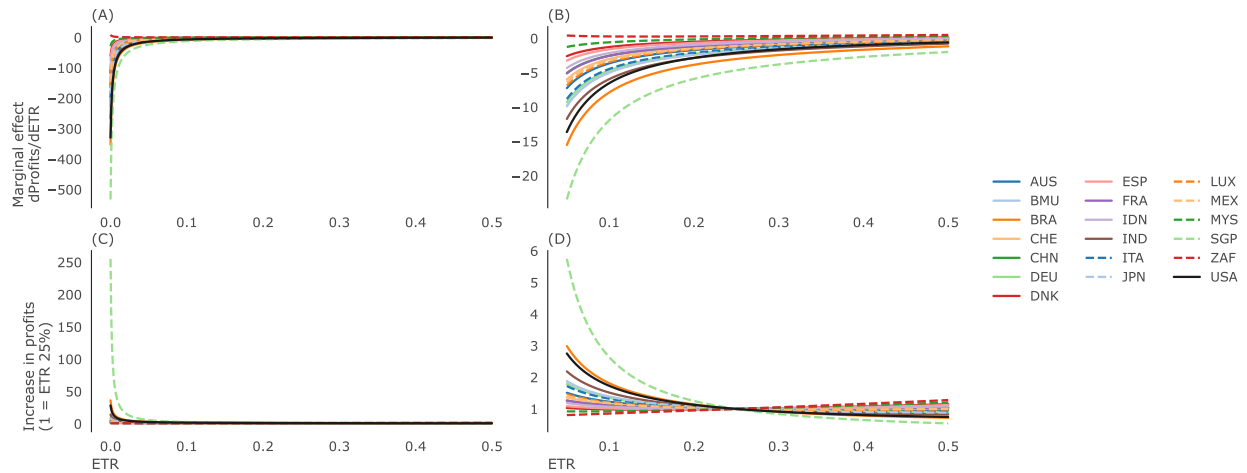 (A)
(B)
Marginal effect
dProfits/dETR
0
−100
−200
−300
−400
−500
0.0 0.1 0.2 0.3 0.4 0.5
0
−5
−10
−15
−20
0.1 0.2 0.3 0.4 0.5
(C)
(D)
Increase in profits
(1 = ETR 25%)
250
200
150
100
50
0
0.0 0.1 0.2 0.3 0.4 0.5
ETR
6
5
4
3
2
1
0
0.1 0.2 0.3 0.4 0.5
ETR
AUS
BMU
BRA
CHE
CHN
DEU
DNK
ESP
FRA
IDN
IND
ITA
JPN
LUX
MEX
MYS
SGP
ZAF
USA